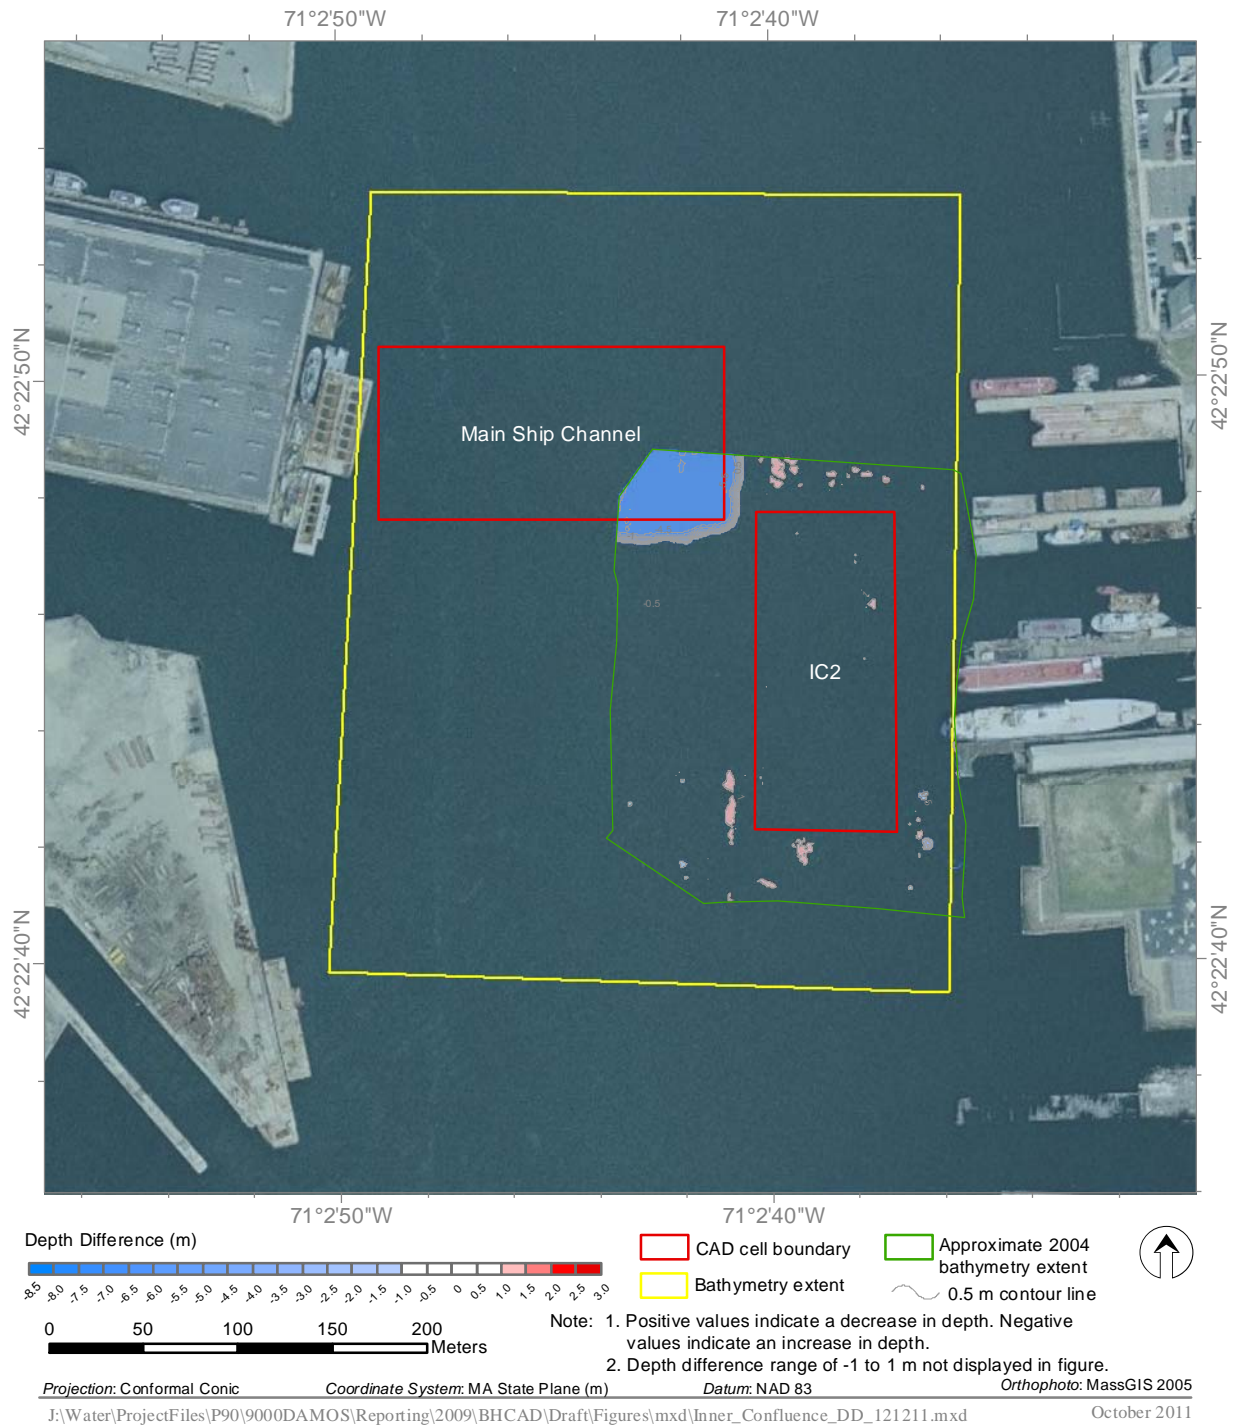 71°2'50"W 71°2'40"W
42°22'50"N 42°22'50"N
Main Ship Channel
-0.5
IC2
42°22'40"N 42°22'40"N
71°2'50"W 71°2'40"W
Depth Difference (m)
-8.5 -8.0 -7.5 -7.0 -6.5 -6.0 -5.5 -5.0 -4.5 -4.0 -3.5 -3.0 -2.5 -2.0 -1.5 -1.0 -0.5 0 0.5 1.0 1.5 2.0 2.5 3.0
CAD cell boundary
Bathymetry extent
Approximate 2004
bathymetry extent
0.5 m contour line
0 50 100 150 200
Meters
Note: 1. Positive values indicate a decrease in depth. Negative
values indicate an increase in depth.
2. Depth difference range of -1 to 1 m not displayed in figure.
Projection: Conformal Conic Coordinate System: MA State Plane (m) Datum: NAD 83 Orthophoto: MassGIS 2005
J:\Water\ProjectFiles\P90\9000DAMOS\Reporting\2009\BHCAD\Draft\Figures\mxd\Inner_Confluence_DD_121211.mxd October 2011